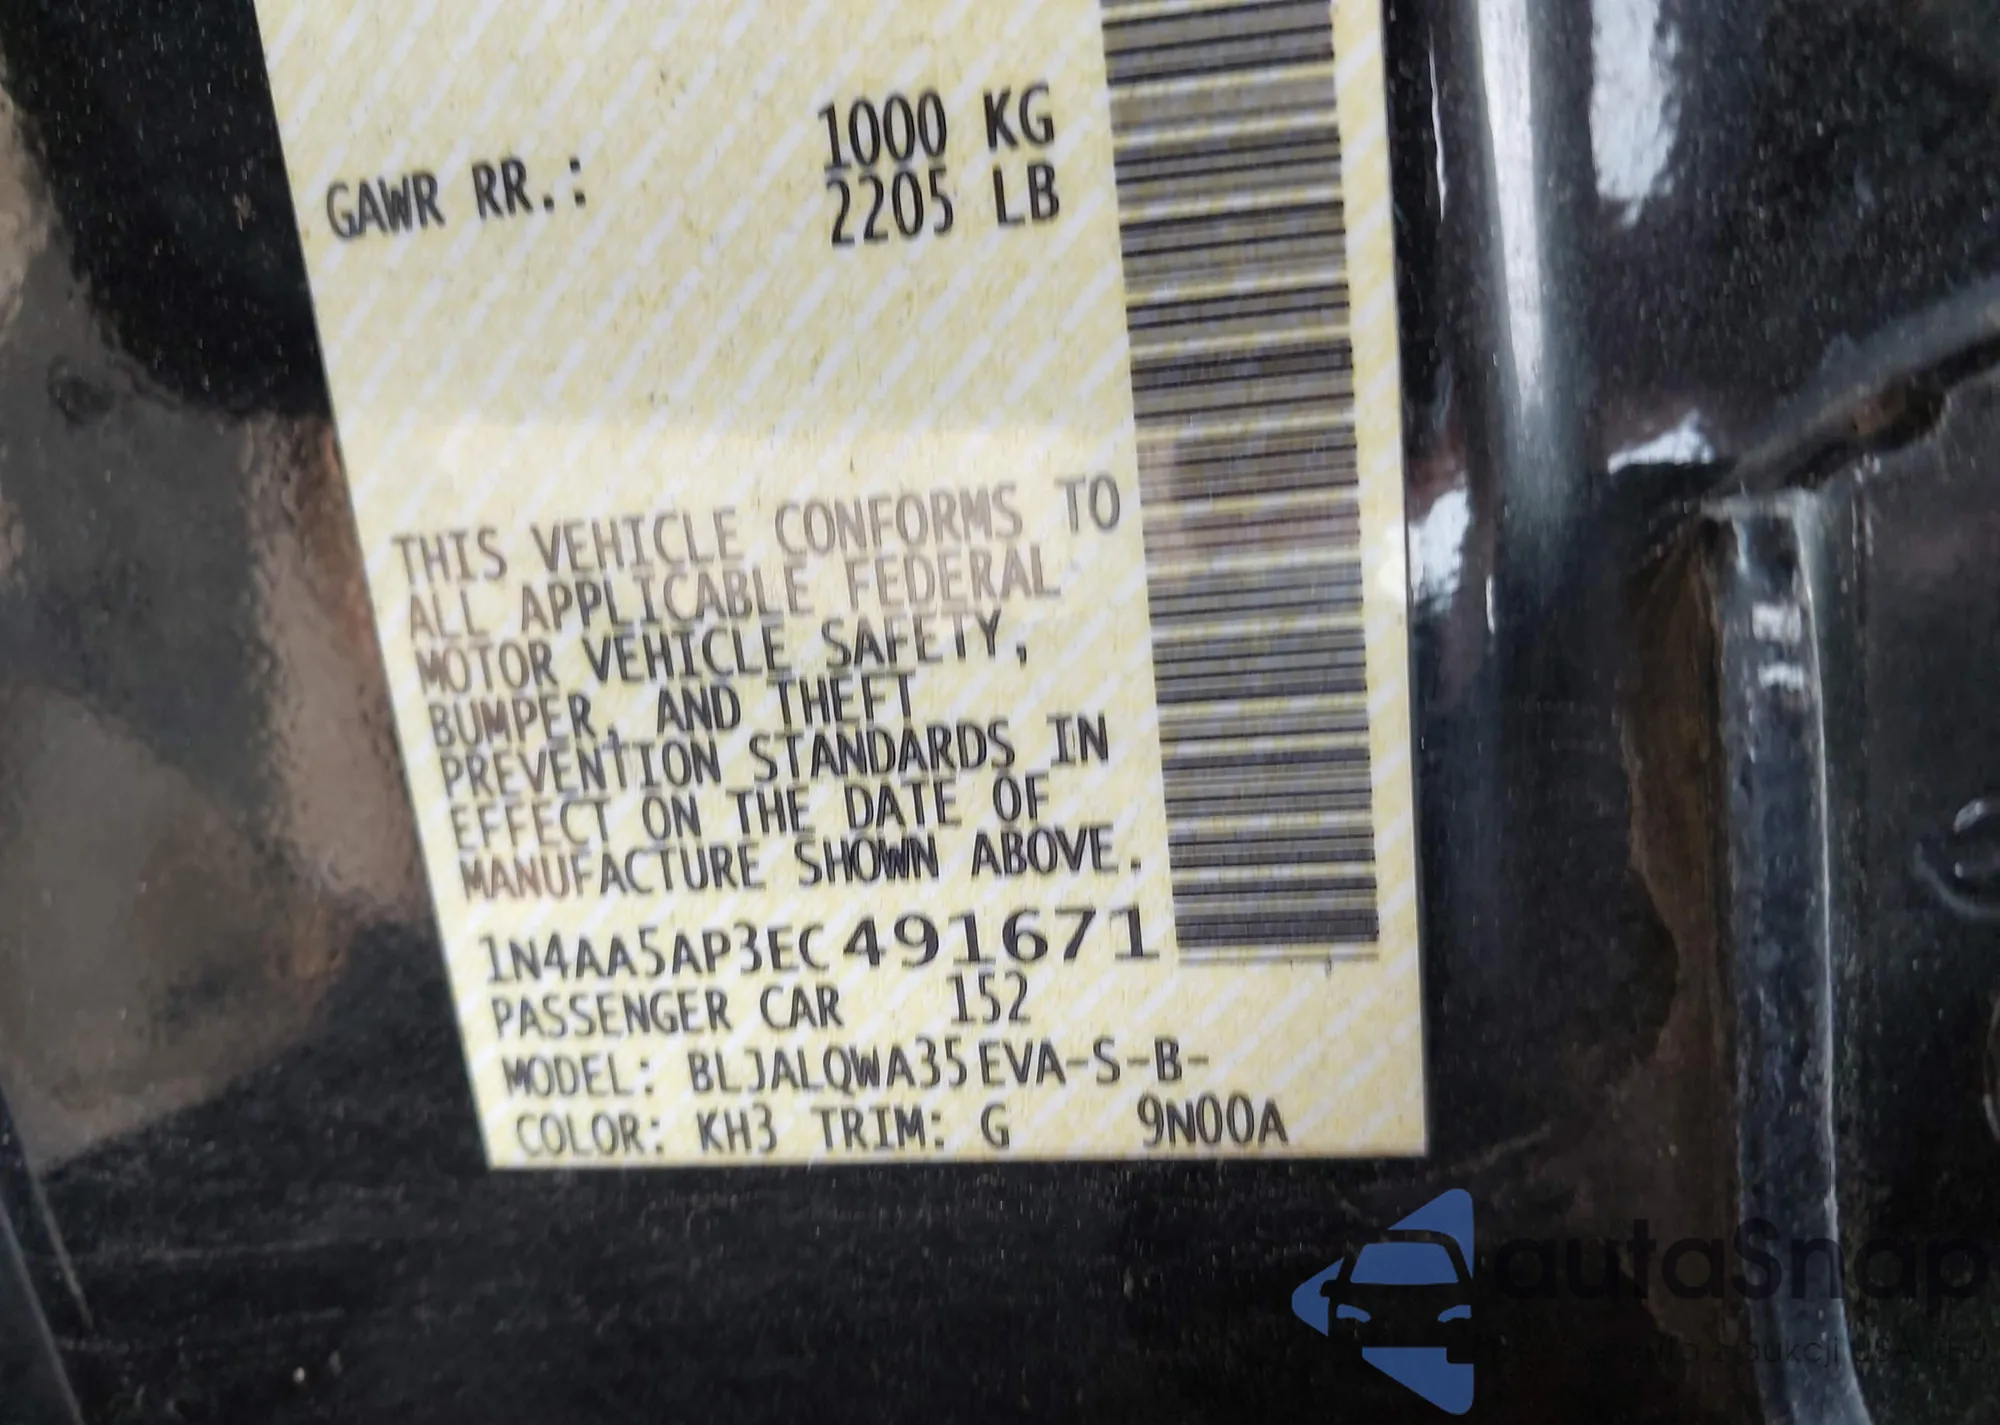 1000 KG
GAWR RR.: 2205 LB
THIS VEHICLE CONFORMS TO
ALL APPLICABLE FEDERAL
MOTOR VEHICLE SAFETY,
BUMPER, AND THEFT
PREVENTION STANDARDS IN
EFFECT ON THE DATE OF
MANUFACTURE SHOWN ABOVE.
1N4AA5AP3EC491671
PASSENGER CAR 152
MODEL: BLJALQWA35EVA-S-B-
COLOR: KH3 TRIM: G 9N00A
autaSnap